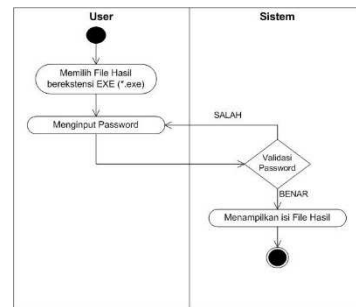 User
Sistem
Memilih File Hasil
berekstensi EXE (*.exe)
Menginput Password
SALAH
Validasi
Password
BENAR
Menampilkan isi File Hasil